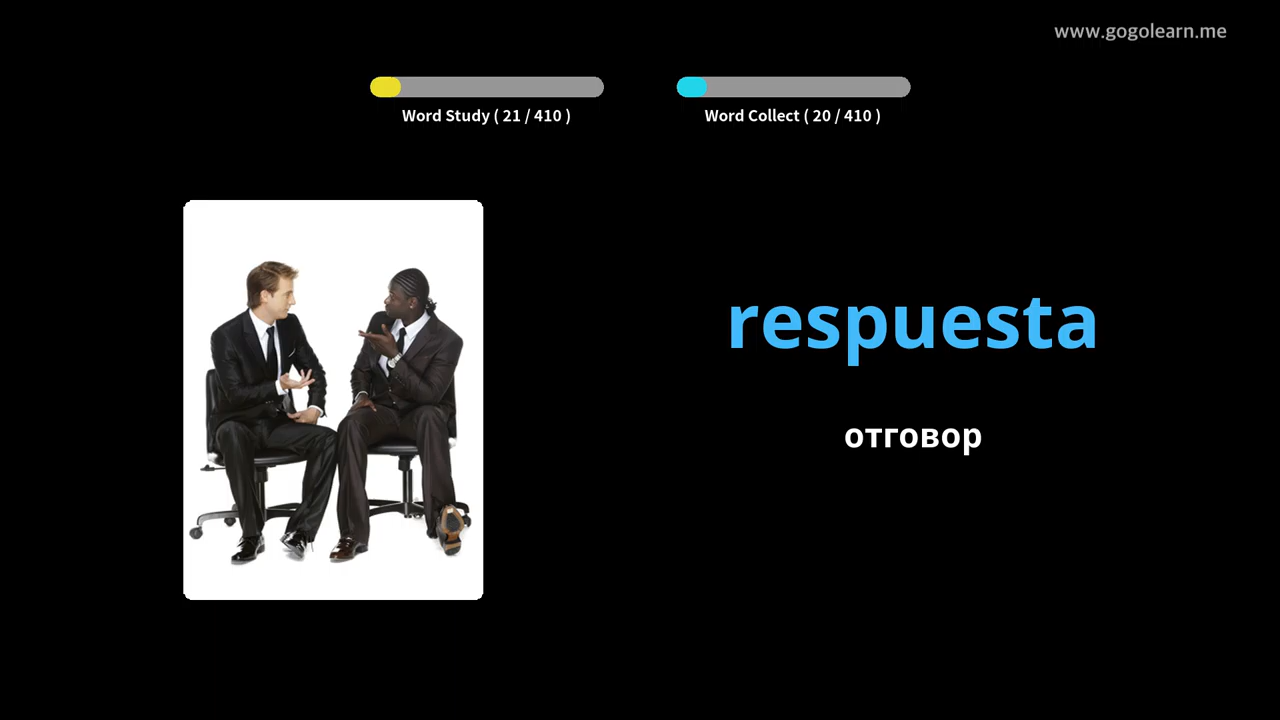 www.gogolearn.me
Word Study ( 21 / 410 )
Word Collect ( 20 / 410 )
respuesta
отговор